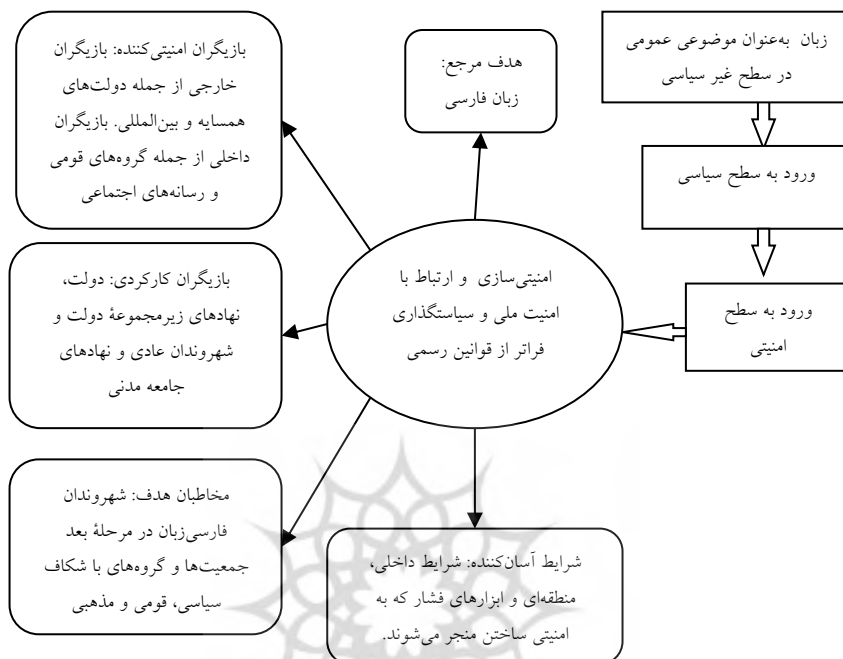 زبان به‌عنوان موضوعی عمومی
در سطح غیر سیاسی
ورود به سطح سیاسی
ورود به سطح
امنیتی
امنیتی‌سازی و ارتباط با
امنیت ملی و سیاستگذاری
فراتر از قوانین رسمی
هدف مرجع:
زبان فارسی
بازیگران امنیتی‌کننده: بازیگران
خارجی از جمله دولت‌های
همسایه و بین‌المللی. بازیگران
داخلی از جمله گروه‌های قومی
و رسانه‌های اجتماعی
بازیگران کارکردی: دولت،
نهادهای زیرمجموعۀ دولت و
شهروندان عادی و نهادهای
جامعه مدنی
مخاطبان هدف: شهروندان
فارسی‌زبان در مرحلۀ بعد
جمعیت‌ها و گروه‌های با شکاف
سیاسی، قومی و مذهبی
شرایط آسان‌کننده: شرایط داخلی،
منطقه‌ای و ابزارهای فشار که به
امنیتی ساختن منجر می‌شوند.